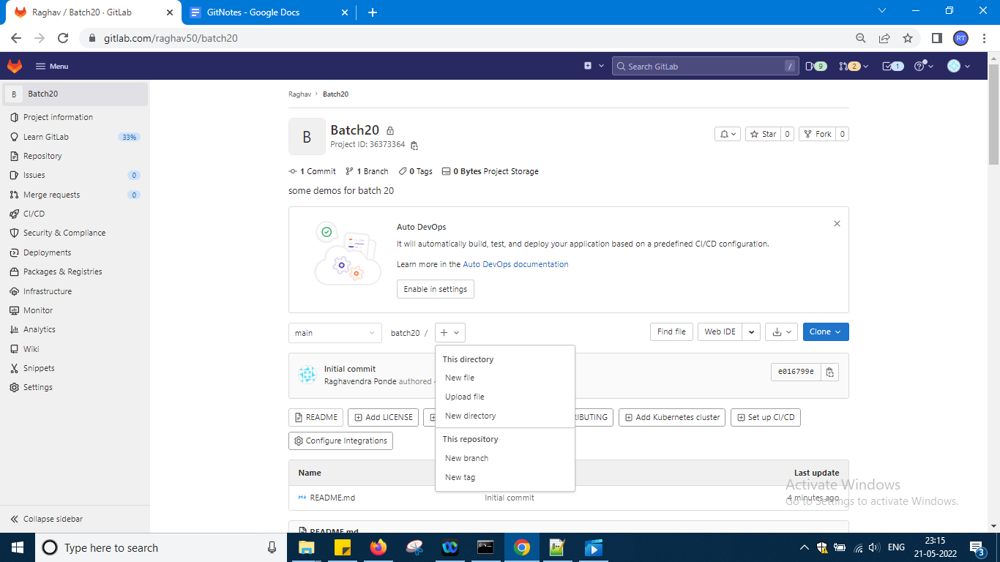 Raghav / Batch20 · GitLab
GitNotes - Google Docs
gitlab.com/raghav50/batch20
RT
Menu
Search GitLab
/
9
2
1
B
Batch20
Project information
Learn GitLab
33%
Repository
Issues
0
Merge requests
0
CI/CD
Security & Compliance
Deployments
Packages & Registries
Infrastructure
Monitor
Analytics
Wiki
Snippets
Settings
Collapse sidebar
Raghav > Batch20
B
Batch20
Project ID: 36373364
Star 0
Fork 0
1 Commit 1 Branch 0 Tags 0 Bytes Project Storage
some demos for batch 20
Auto DevOps
It will automatically build, test, and deploy your application based on a predefined CI/CD configuration.
Learn more in the Auto DevOps documentation
Enable in settings
main
batch20 /
Find file
Web IDE
Clone
This directory
New file
Upload file
New directory
This repository
New branch
New tag
Initial commit
Raghavendra Ponde authored
e016799e
README
Add LICENSE
Add Kubernetes cluster
Set up CI/CD
Configure Integrations
Name
Last update
README.md
Initial commit
4 minutes ago
README.md
Activate Windows
Go to Settings to activate Windows.
Type here to search
ENG
23:15
21-05-2022
3